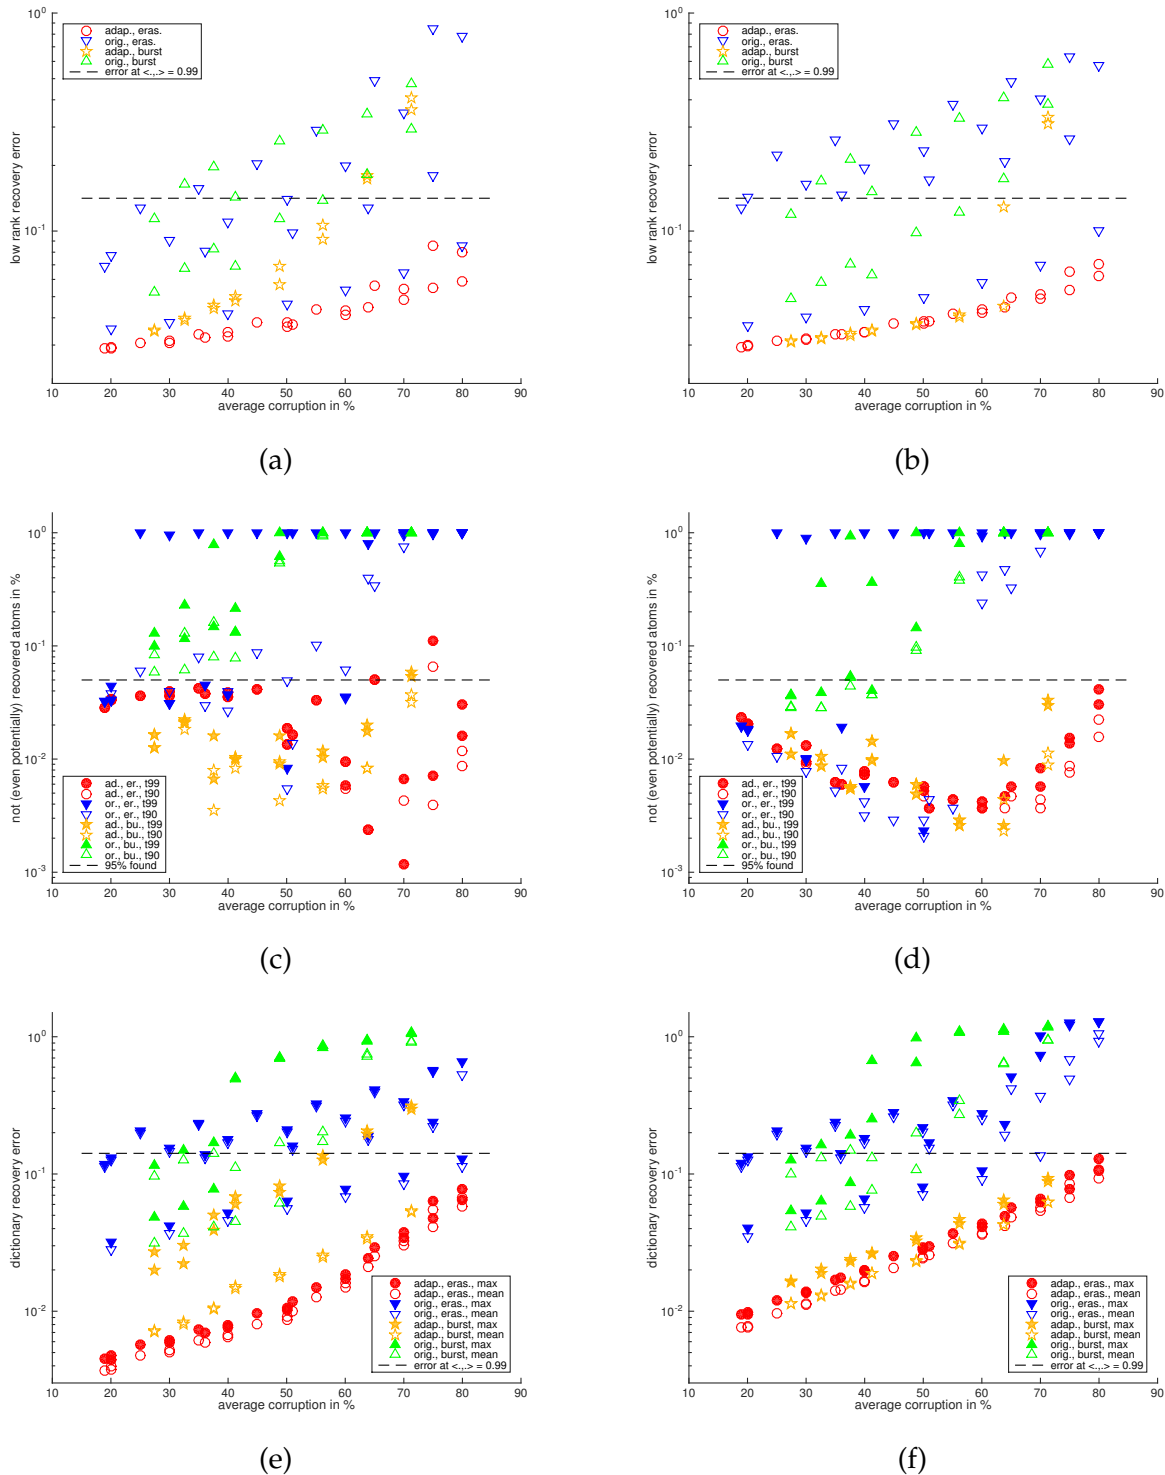 10^0
adap., eras.
orig., eras.
adap., burst
orig., burst
error at <.,.> = 0.99
low rank recovery error
10^-1
10 20 30 40 50 60 70 80 90
average corruption in %
(a)
10^0
adap., eras.
orig., eras.
adap., burst
orig., burst
error at <.,.> = 0.99
low rank recovery error
10^-1
10 20 30 40 50 60 70 80 90
average corruption in %
(b)
10^0
10^-1
not (even potentially) recovered atoms in %
10^-2
ad., er., t99
ad., er., t90
or., er., t99
or., er., t90
ad., bu., t99
ad., bu., t90
or., bu., t99
or., bu., t90
95% found
10^-3
10 20 30 40 50 60 70 80 90
average corruption in %
(c)
10^0
10^-1
not (even potentially) recovered atoms in %
10^-2
ad., er., t99
ad., er., t90
or., er., t99
or., er., t90
ad., bu., t99
ad., bu., t90
or., bu., t99
or., bu., t90
95% found
10^-3
10 20 30 40 50 60 70 80 90
average corruption in %
(d)
10^0
10^-1
dictionary recovery error
10^-2
adap., eras., max
adap., eras., mean
orig., eras., max
orig., eras., mean
adap., burst, max
adap., burst, mean
orig., burst, max
orig., burst, mean
error at <.,.> = 0.99
10 20 30 40 50 60 70 80 90
average corruption in %
(e)
10^0
10^-1
dictionary recovery error
10^-2
adap., eras., max
adap., eras., mean
orig., eras., max
orig., eras., mean
adap., burst, max
adap., burst, mean
orig., burst, max
orig., burst, mean
error at <.,.> = 0.99
10 20 30 40 50 60 70 80 90
average corruption in %
(f)